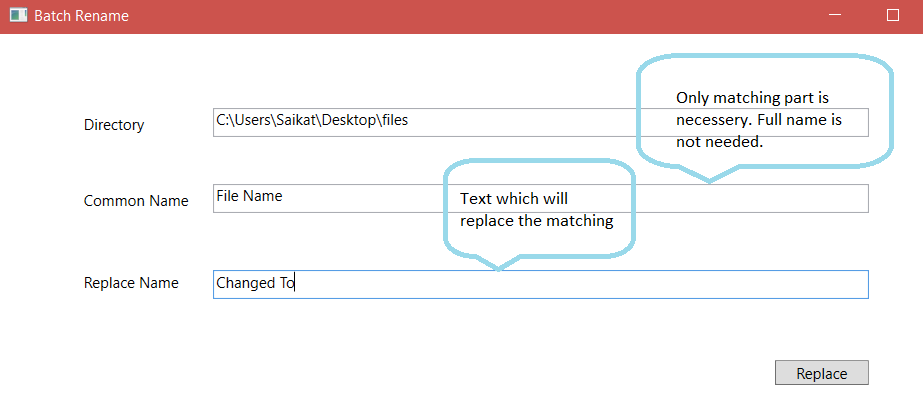 Batch Rename
Only matching part is
necessery. Full name is
not needed.
Directory
C:\Users\Saikat\Desktop\files
Common Name
File Name
Text which will
replace the matching
Replace Name
Changed To
Replace